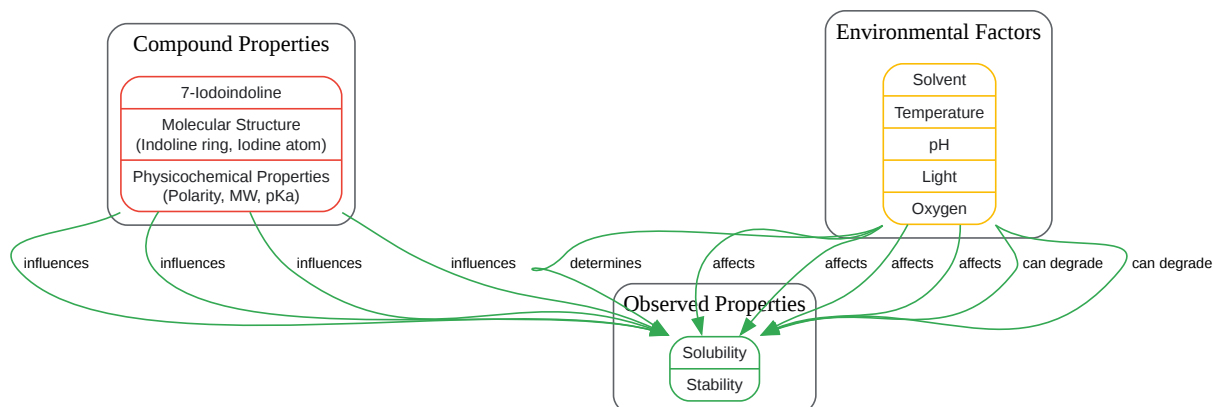 Compound Properties
7-Iodoindoline
Molecular Structure
(Indoline ring, Iodine atom)
Physicochemical Properties
(Polarity, MW, pKa)
Environmental Factors
Solvent
Temperature
pH
Light
Oxygen
influences
influences
influences
influences
determines
affects
affects
affects
affects
can degrade
can degrade
Observed Properties
Solubility
Stability